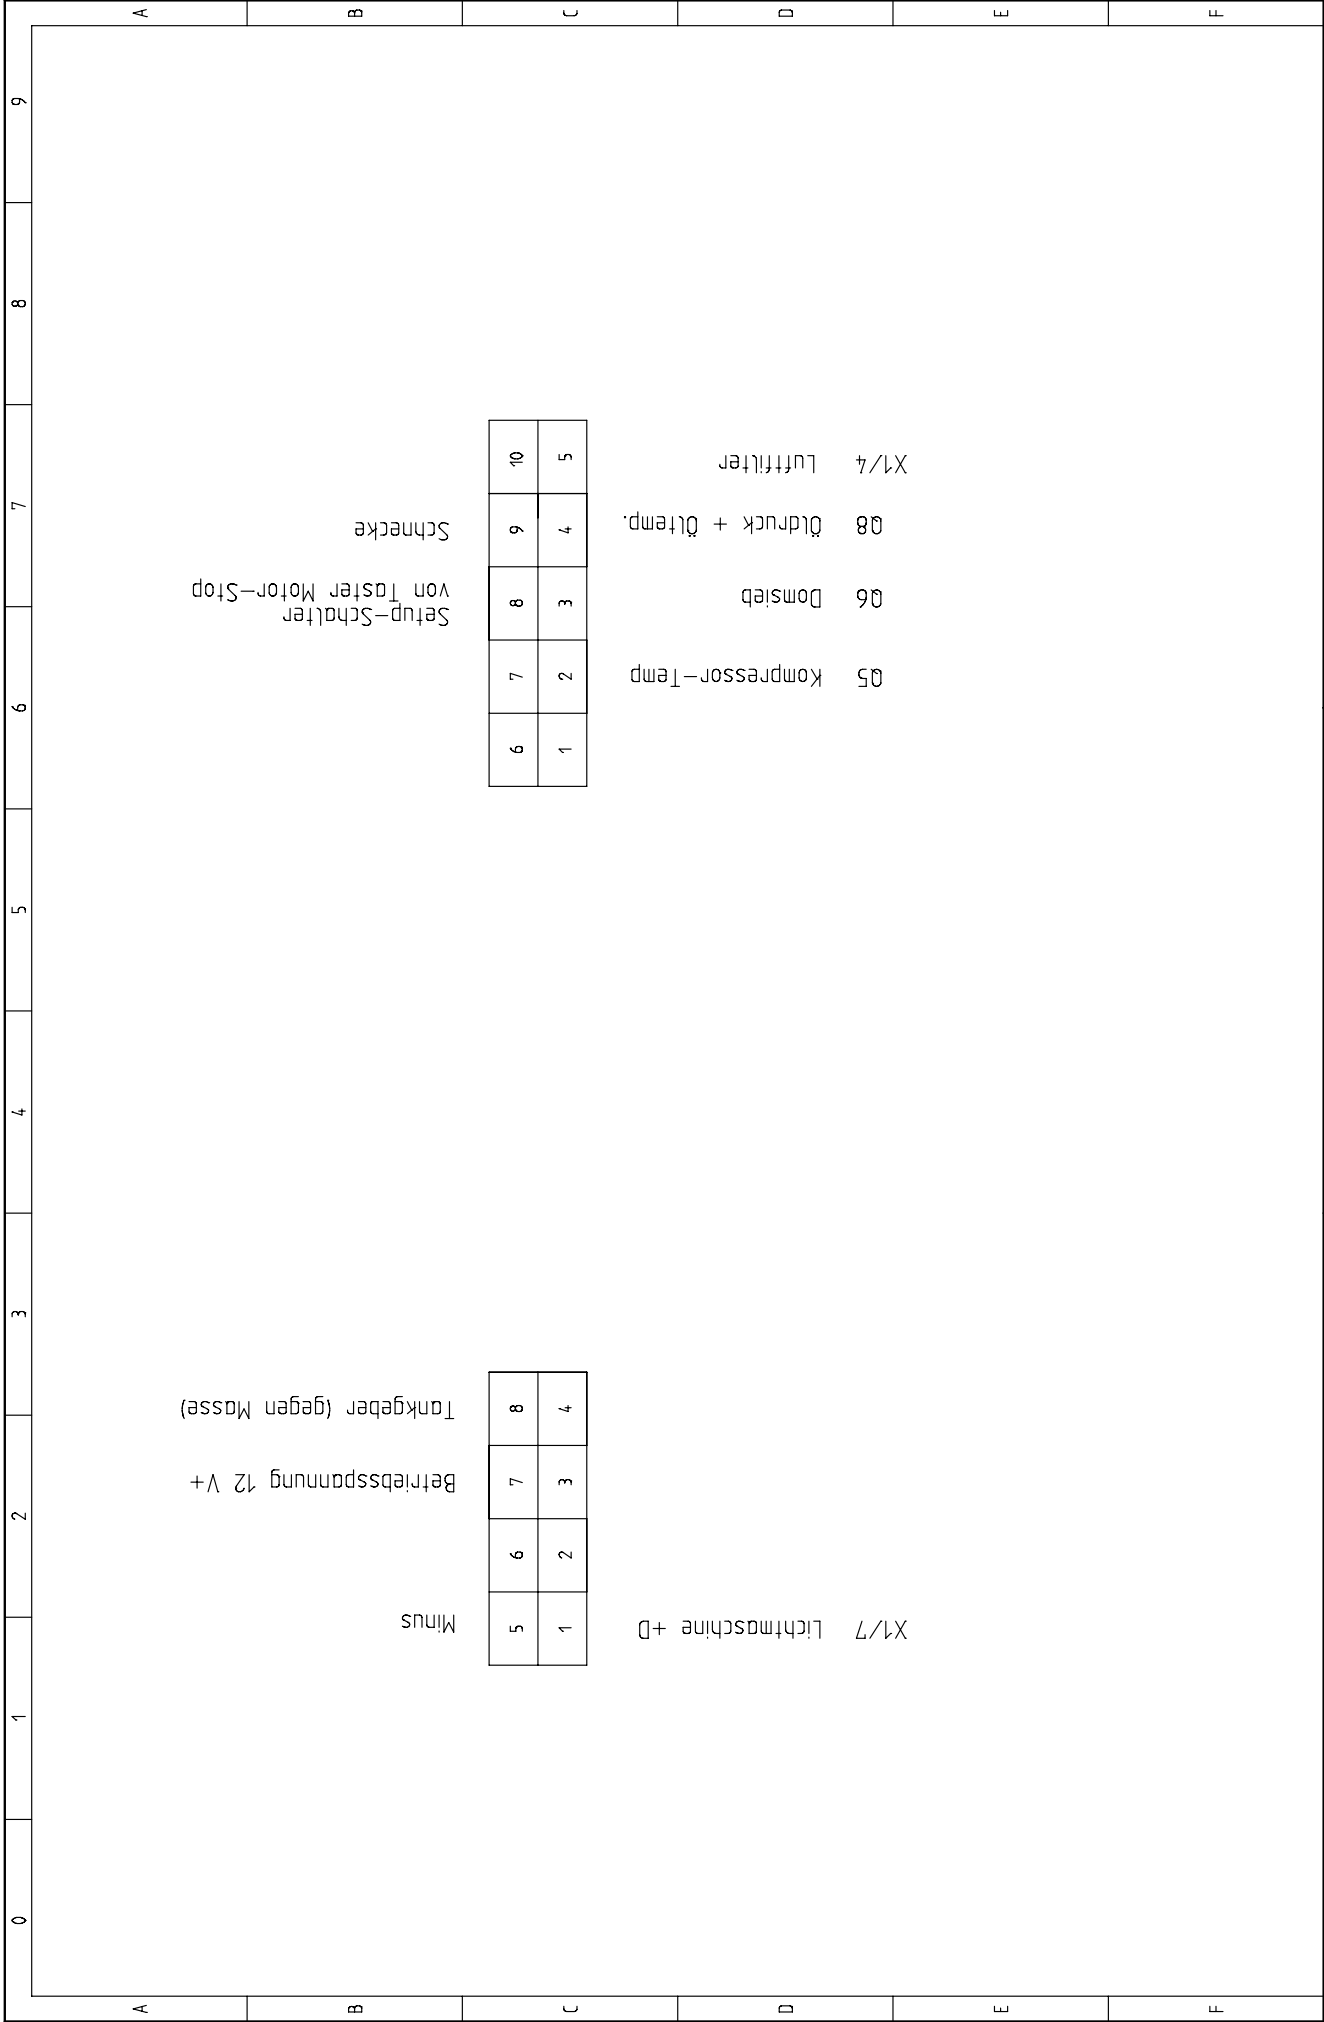 0 1 2 3 4 5 6 7 8 9
A A
B B
C C
D D
E E
F F
Minus
Betriebsspannung 12 V+
Tankgeber (gegen Masse)
5 6 7 8
1 2 3 4
X1/7 Lichtmaschine +D
Setup-Schalter
von Taster Motor-Stop
Schnecke
6 7 8 9 10
1 2 3 4 5
Q5 Kompressor-Temp
Q6 Domsieb
Q8 Öldruck + Öltemp.
X1/4 Luftfilter